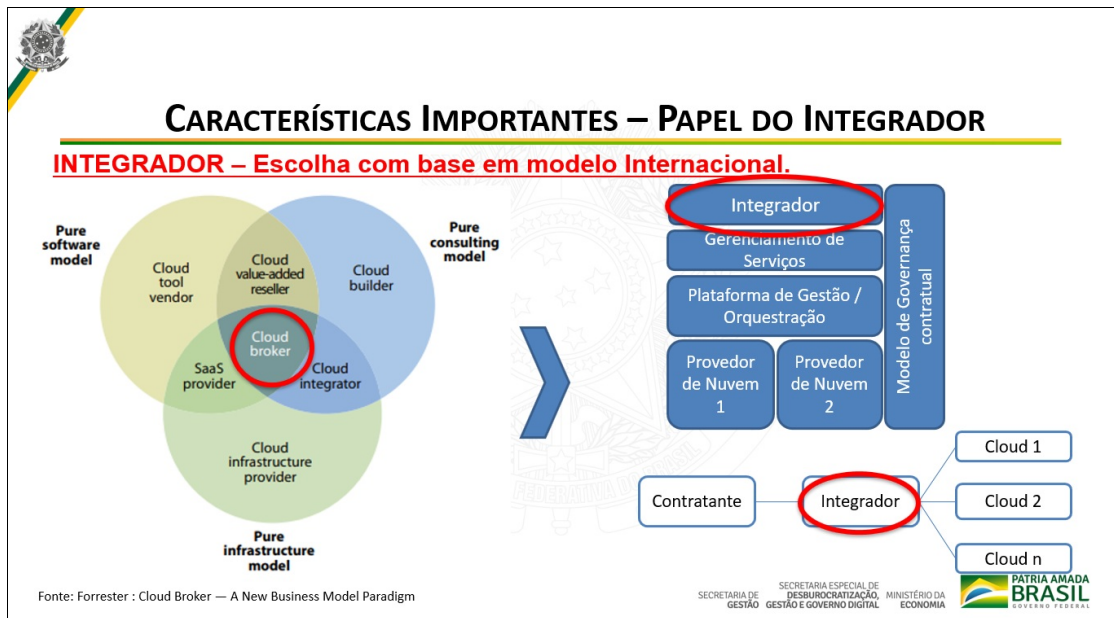 CARACTERÍSTICAS IMPORTANTES – PAPEL DO INTEGRADOR
INTEGRADOR – Escolha com base em modelo Internacional.
Pure
software
model
Cloud
tool
vendor
Cloud
value-added
reseller
Cloud
builder
Pure
consulting
model
Cloud
broker
SaaS
provider
Cloud
integrator
Cloud
infrastructure
provider
Pure
infrastructure
model
Integrador
Gerenciamento de
Serviços
Plataforma de Gestão /
Orquestração
Provedor
de Nuvem
1
Provedor
de Nuvem
2
Modelo de Governança
contratual
Contratante
Integrador
Cloud 1
Cloud 2
Cloud n
Fonte: Forrester : Cloud Broker — A New Business Model Paradigm
SECRETARIA DE
GESTÃO
SECRETARIA ESPECIAL DE
DESBUROCRATIZAÇÃO,
GESTÃO E GOVERNO DIGITAL
MINISTÉRIO DA
ECONOMIA
PÁTRIA AMADA
BRASIL
GOVERNO FEDERAL